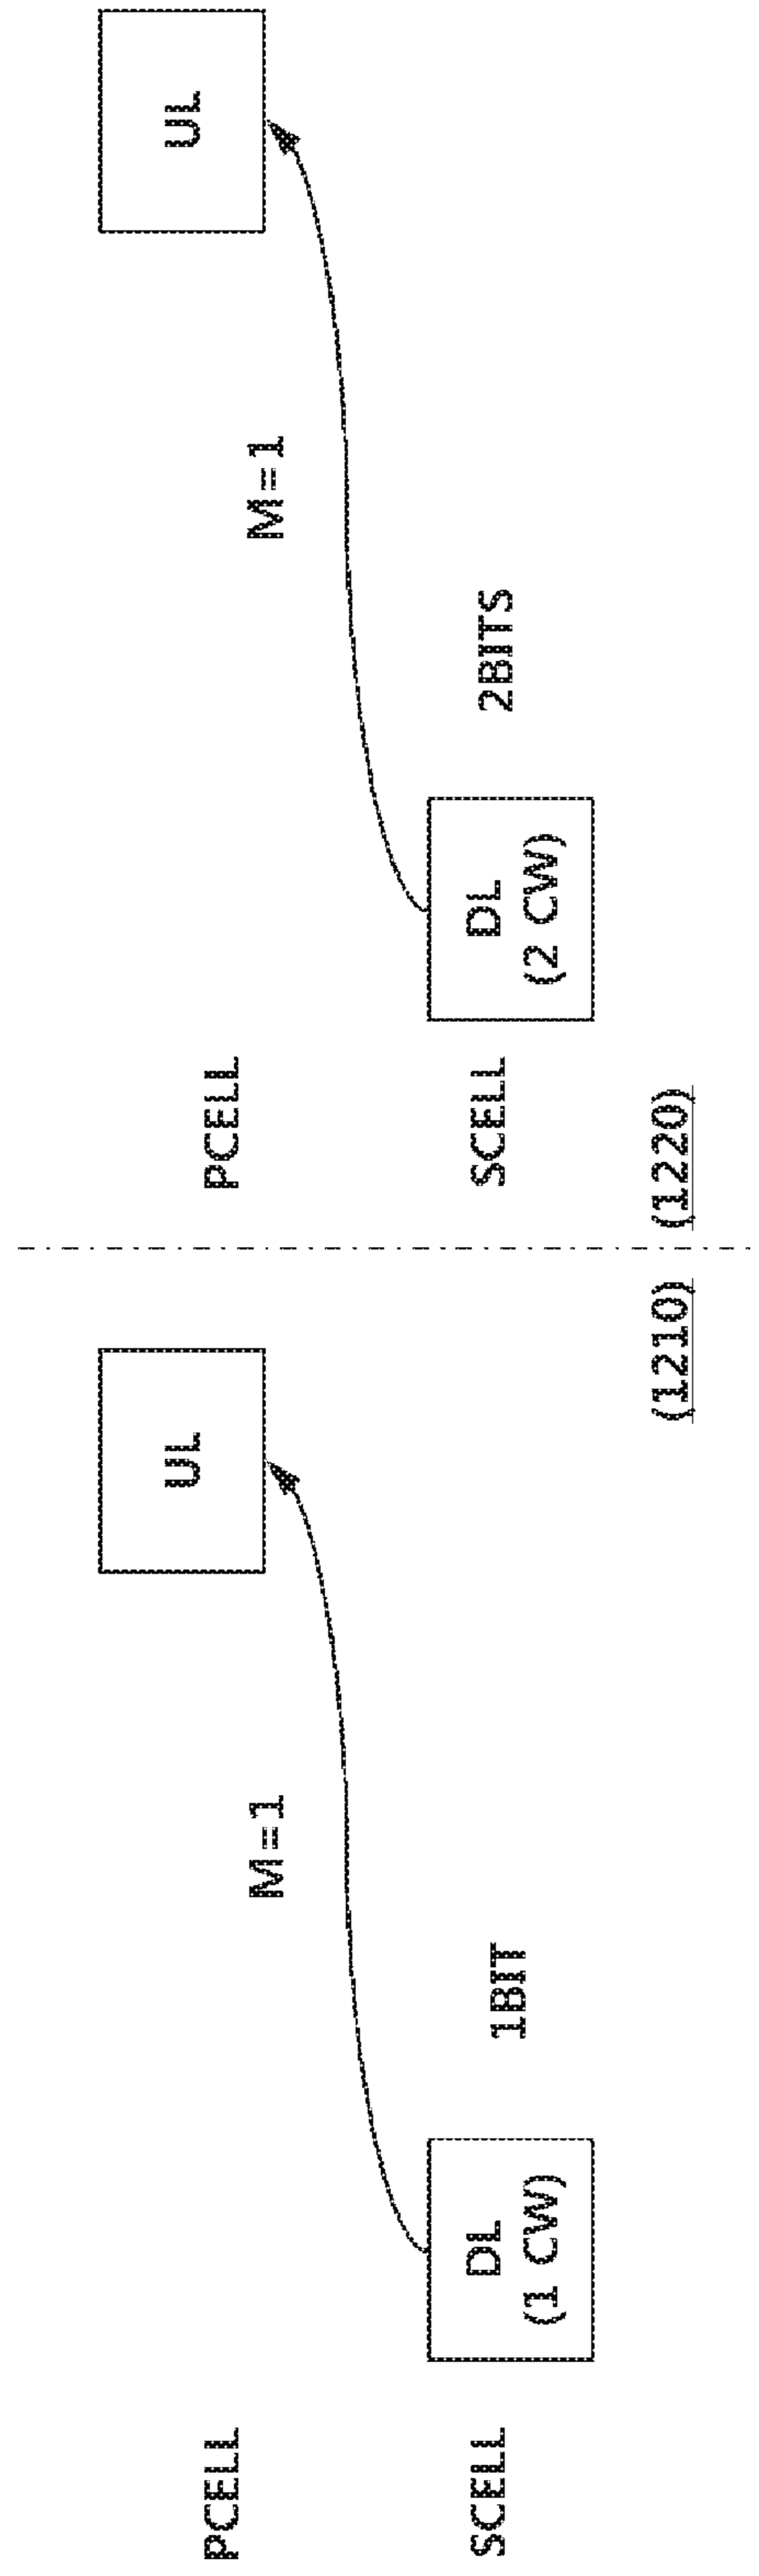 PCELL
UL
M=1
SCELL
DL
(1 CW)
1BIT
(1210)
PCELL
UL
M=1
SCELL
DL
(2 CW)
2BITS
(1220)